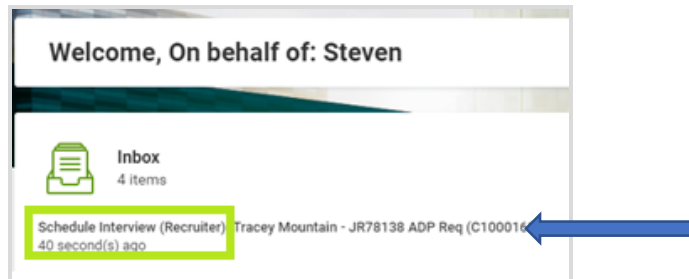 Welcome, On behalf of: Steven
Inbox
4 items
Schedule Interview (Recruiter) Tracey Mountain - JR78138 ADP Req (C100016
40 second(s) ago